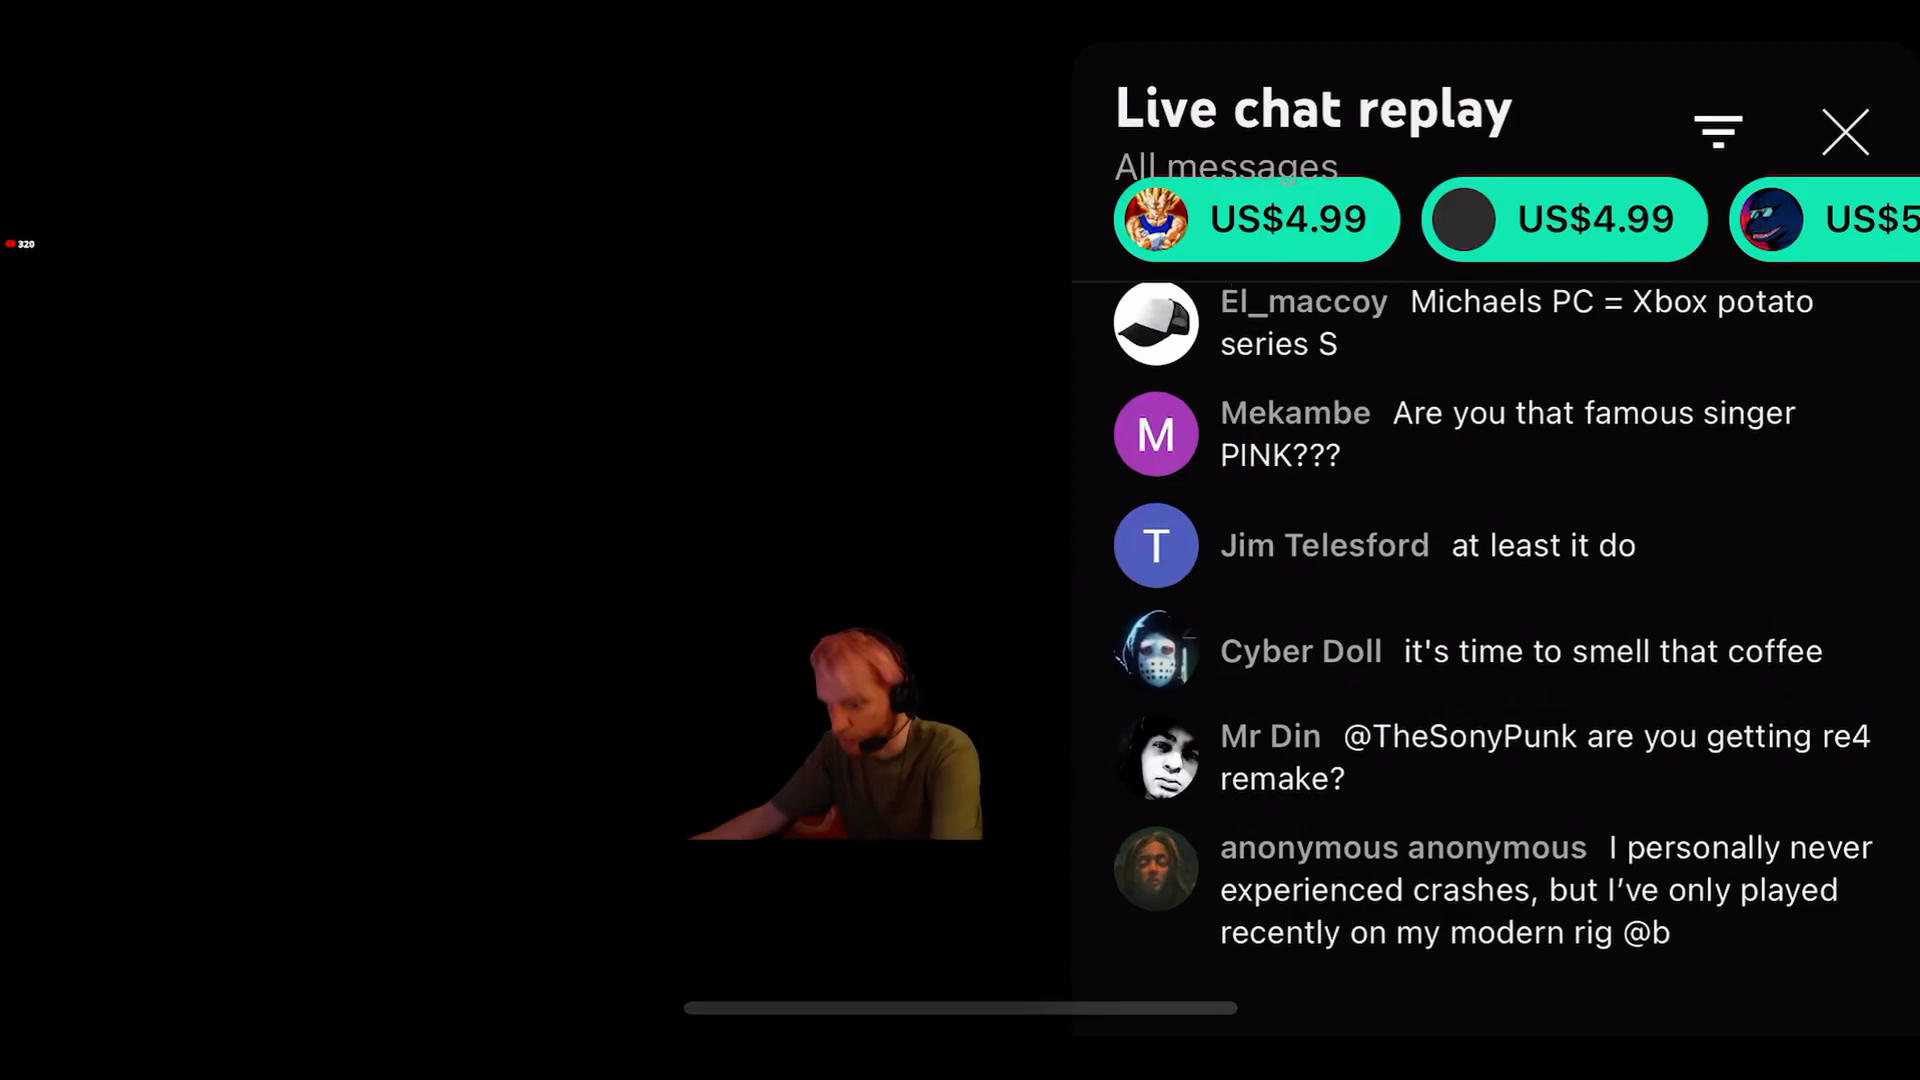 Live chat replay
All messages
US$4.99
US$4.99
US$5
320
El_maccoy Michaels PC = Xbox potato
series S
M
Mekambe Are you that famous singer
PINK???
T
Jim Telesford at least it do
Cyber Doll it's time to smell that coffee
Mr Din @TheSonyPunk are you getting re4
remake?
anonymous anonymous I personally never
experienced crashes, but I’ve only played
recently on my modern rig @b